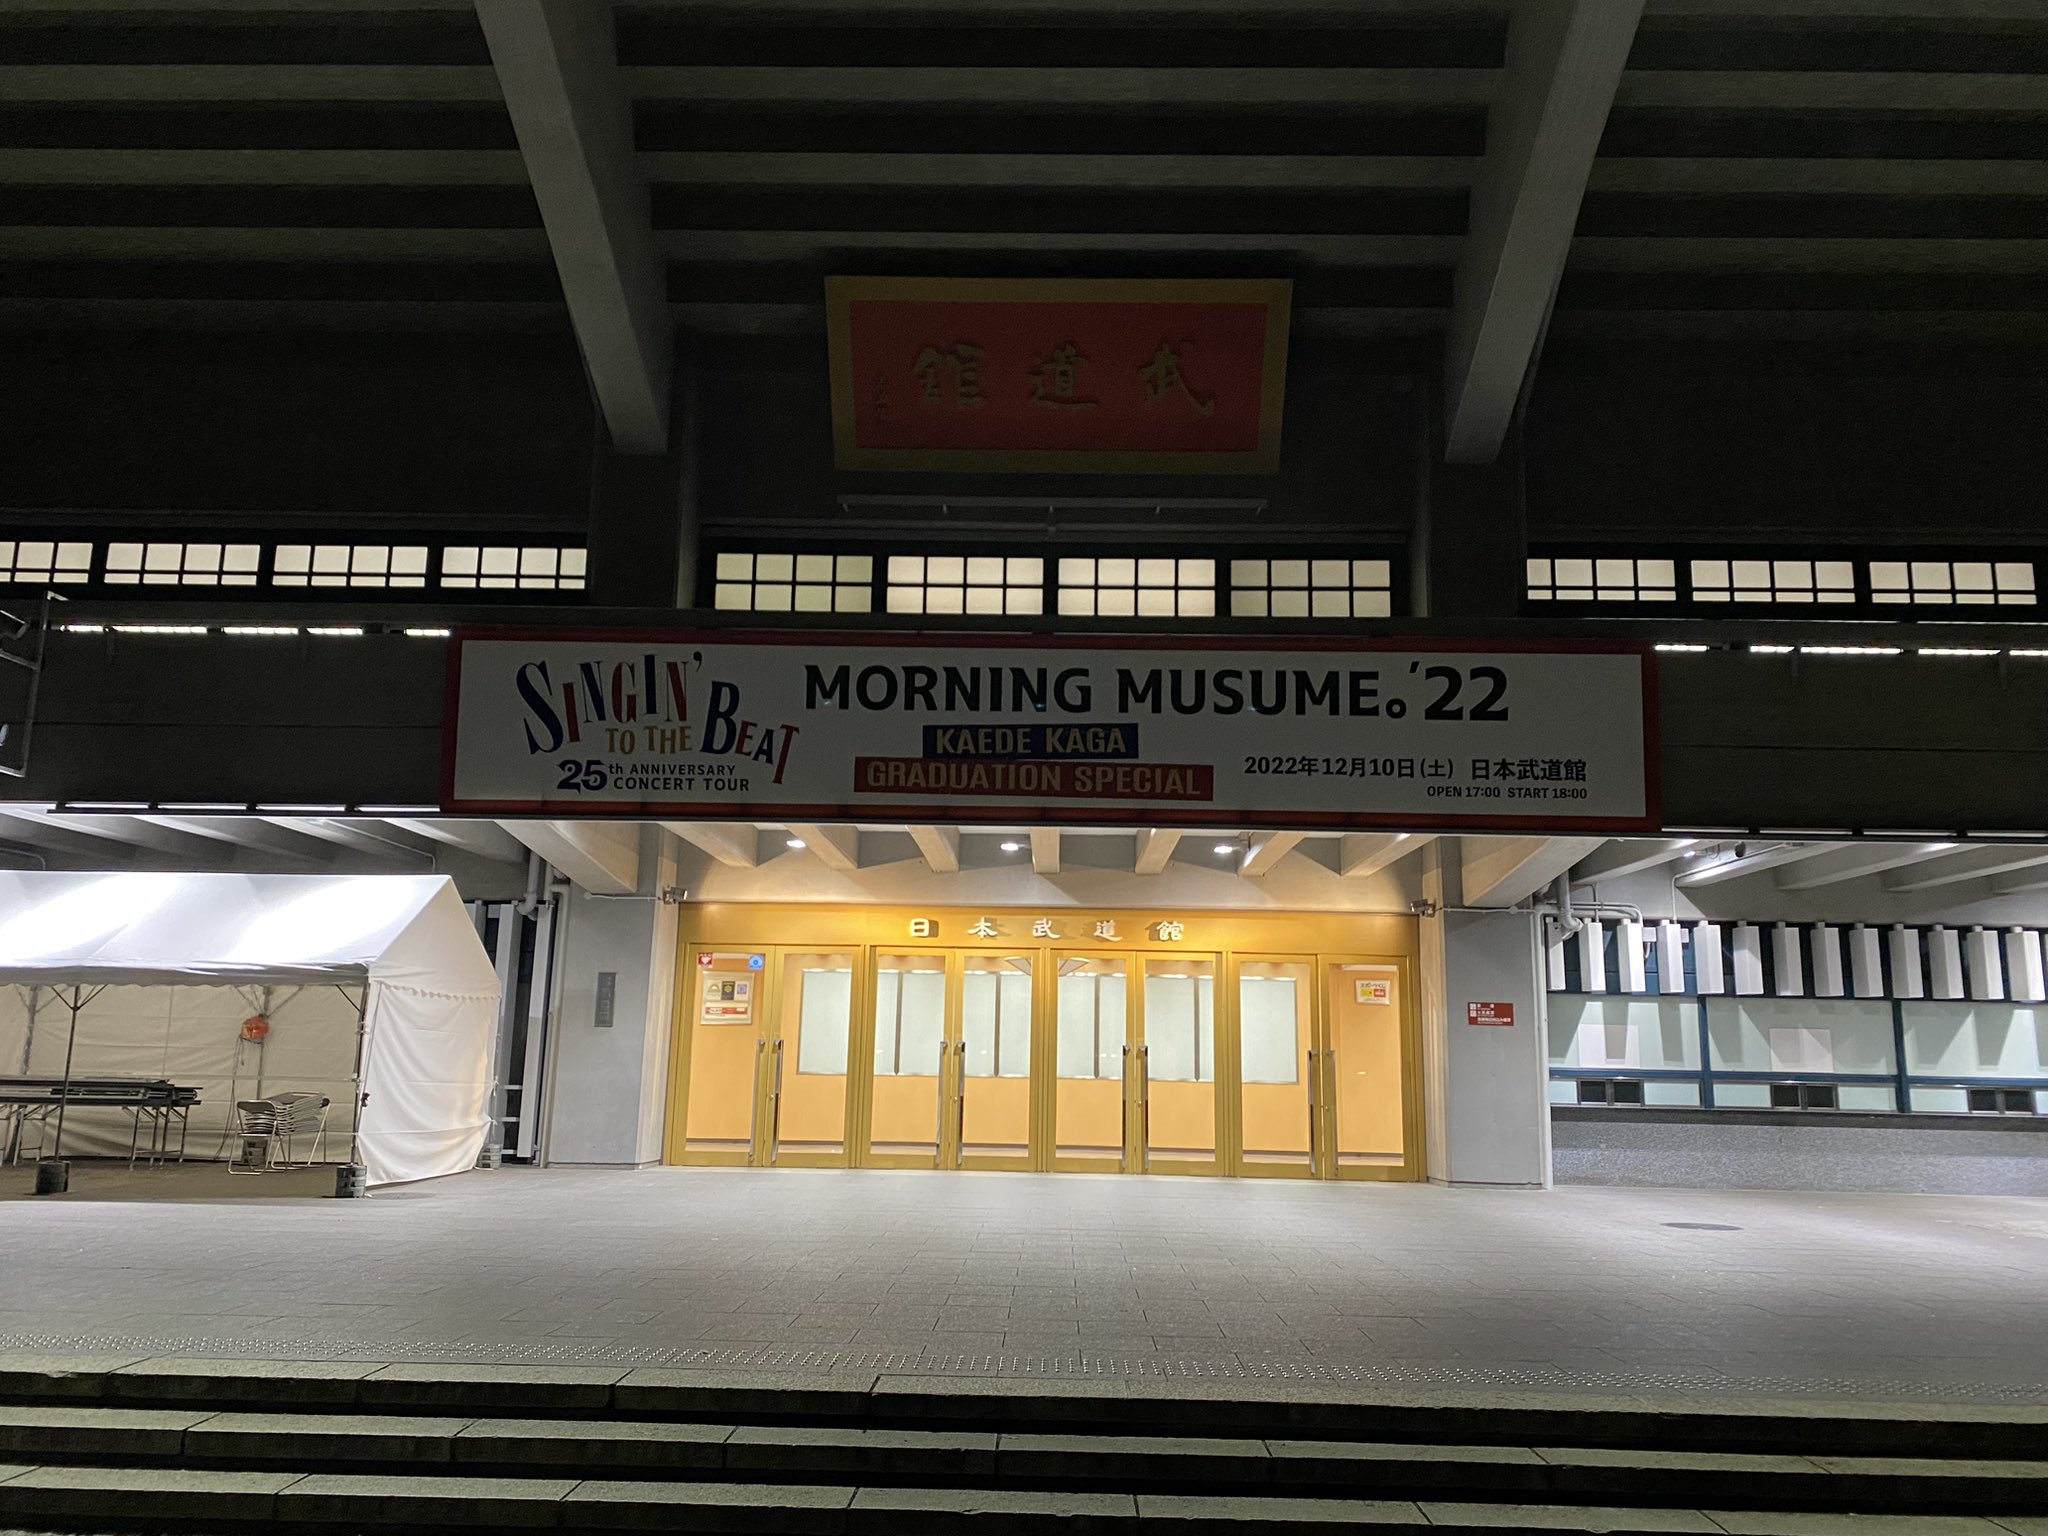 館道武
SINGIN' TO THE BEAT
25th ANNIVERSARY
CONCERT TOUR
MORNING MUSUME。'22
KAEDE KAGA
GRADUATION SPECIAL
2022年12月10日(土) 日本武道館
OPEN 17:00 START 18:00
日本武道館